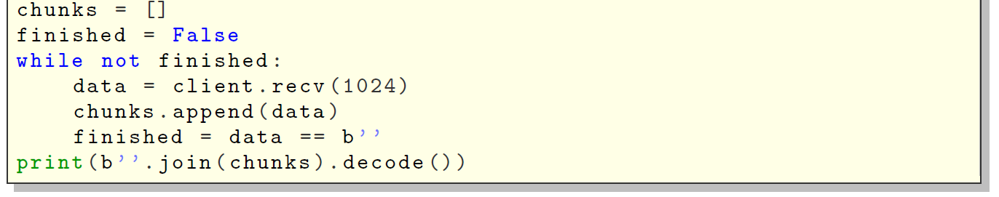 chunks = []
finished = False
while not finished:
    data = client.recv(1024)
    chunks.append(data)
    finished = data == b’’
print(b’’.join(chunks).decode())